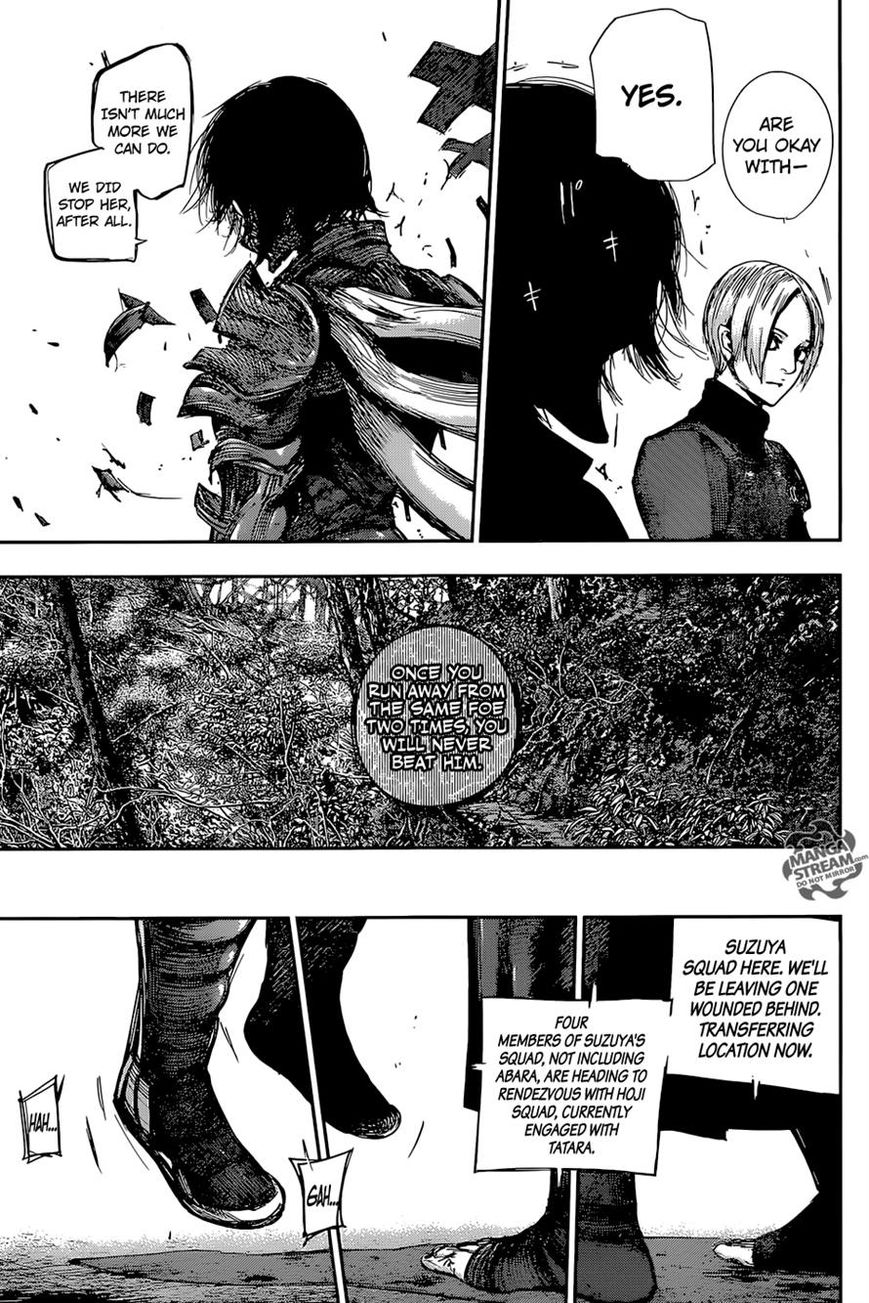 ARE
YOU OKAY
WITH—
YES.
THERE
ISN'T MUCH
MORE WE
CAN DO.
WE DID
STOP HER,
AFTER ALL.
ONCE YOU
RUN AWAY FROM
THE SAME FOE
TWO TIMES, YOU
WILL NEVER
BEAT HIM.
MANGA
STREAM.com
DO NOT MIRROR
SUZUYA
SQUAD HERE. WE'LL
BE LEAVING ONE
WOUNDED BEHIND.
TRANSFERRING
LOCATION NOW.
FOUR
MEMBERS OF SUZUYA'S
SQUAD, NOT INCLUDING
ABARA, ARE HEADING TO
RENDEZVOUS WITH HOJI
SQUAD, CURRENTLY
ENGAGED WITH
TATARA.
GAH...
HAH...